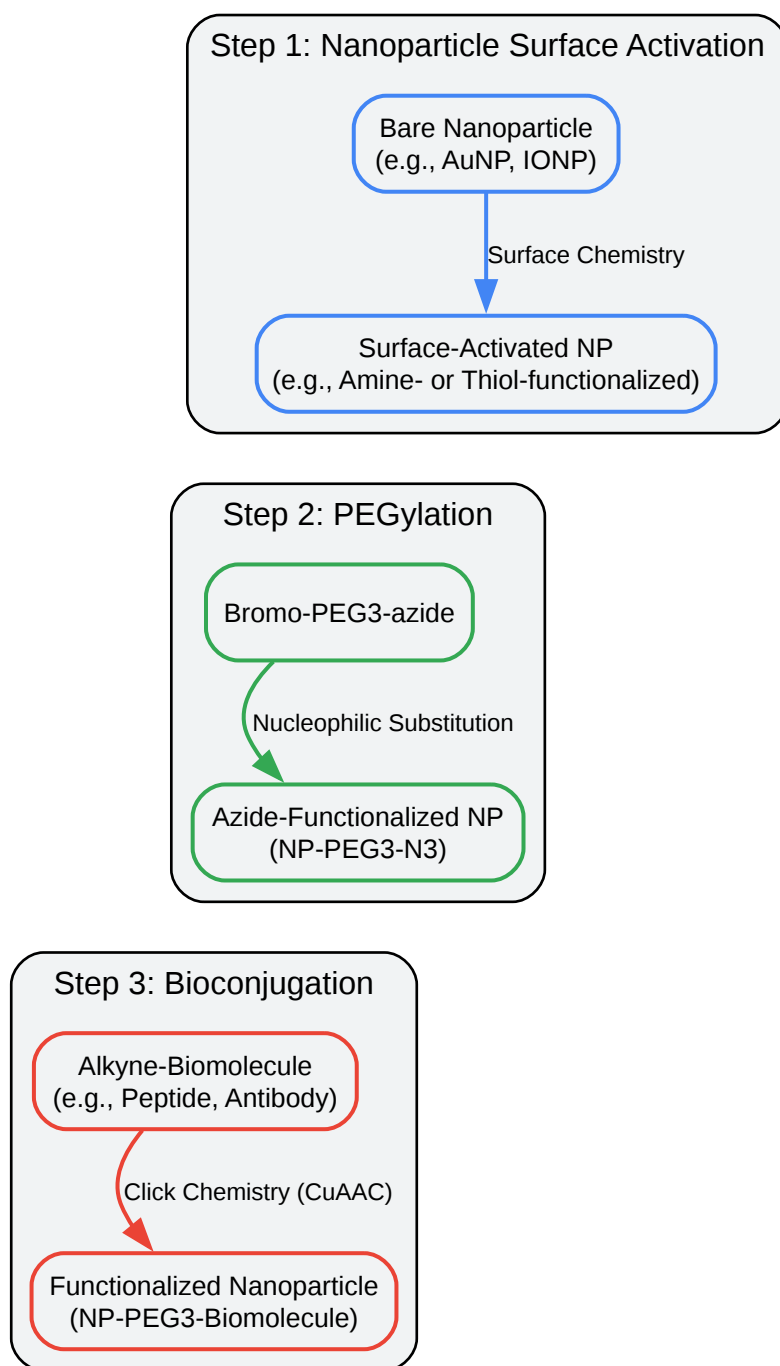 Step 1: Nanoparticle Surface Activation
Bare Nanoparticle
(e.g., AuNP, IONP)
Surface Chemistry
Surface-Activated NP
(e.g., Amine- or Thiol-functionalized)
Step 2: PEGylation
Bromo-PEG3-azide
Nucleophilic Substitution
Azide-Functionalized NP
(NP-PEG3-N3)
Step 3: Bioconjugation
Alkyne-Biomolecule
(e.g., Peptide, Antibody)
Click Chemistry (CuAAC)
Functionalized Nanoparticle
(NP-PEG3-Biomolecule)